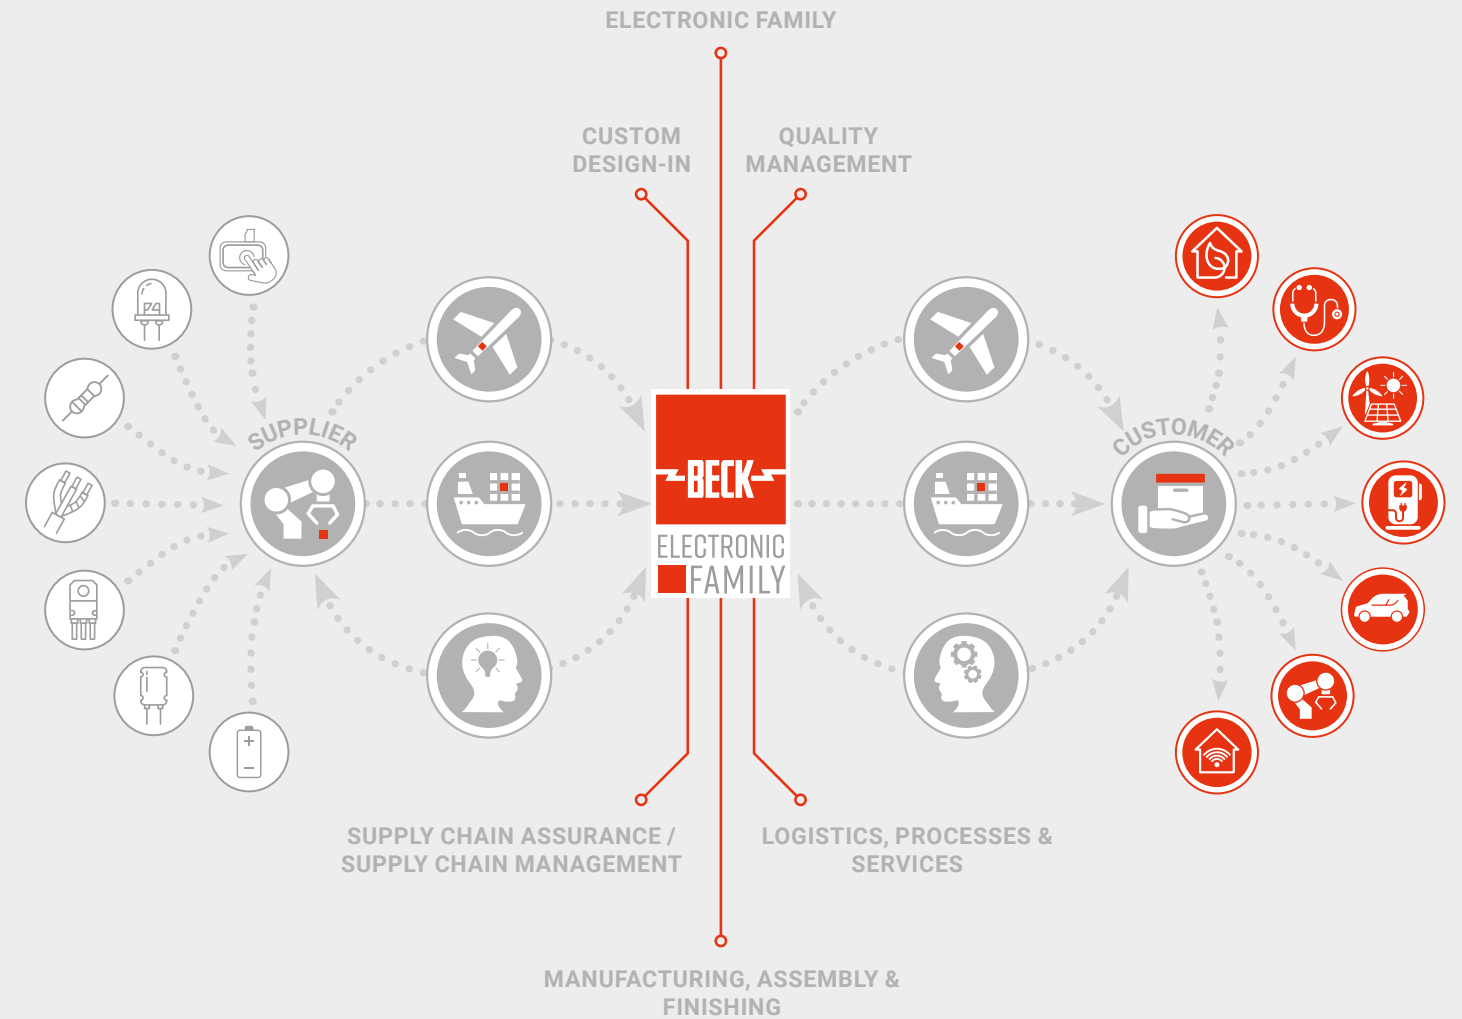 ELECTRONIC FAMILY
CUSTOM
DESIGN-IN
QUALITY
MANAGEMENT
SUPPLIER
CUSTOMER
BECK
ELECTRONIC
FAMILY
SUPPLY CHAIN ASSURANCE /
SUPPLY CHAIN MANAGEMENT
LOGISTICS, PROCESSES &
SERVICES
MANUFACTURING, ASSEMBLY &
FINISHING